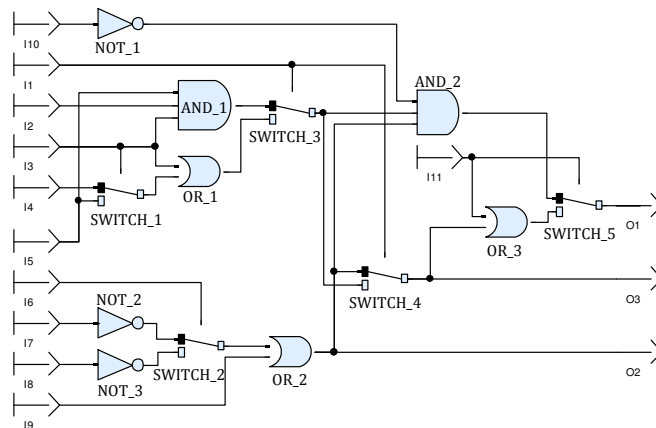 I10
NOT_1
I1
AND_2
AND_1
I2
SWITCH_3
I3
I11
I4
OR_1
SWITCH_1
O1
SWITCH_5
I5
OR_3
NOT_2
SWITCH_4
O3
I6
I7
SWITCH_2
OR_2
O2
I8
NOT_3
I9